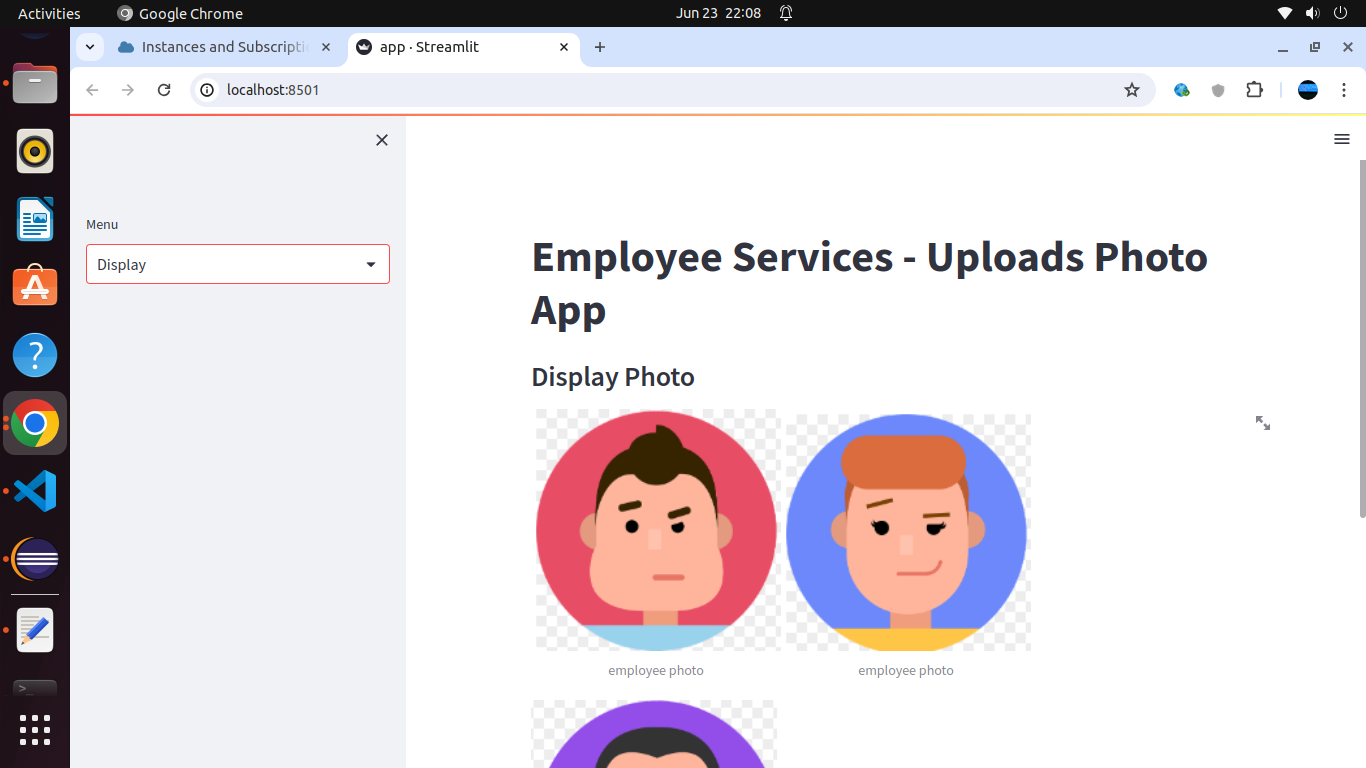 Activities
Google Chrome
Jun 23 22:08
Instances and Subscripti
app · Streamlit
localhost:8501
Menu
Display
Employee Services - Uploads Photo
App
Display Photo
employee photo
employee photo